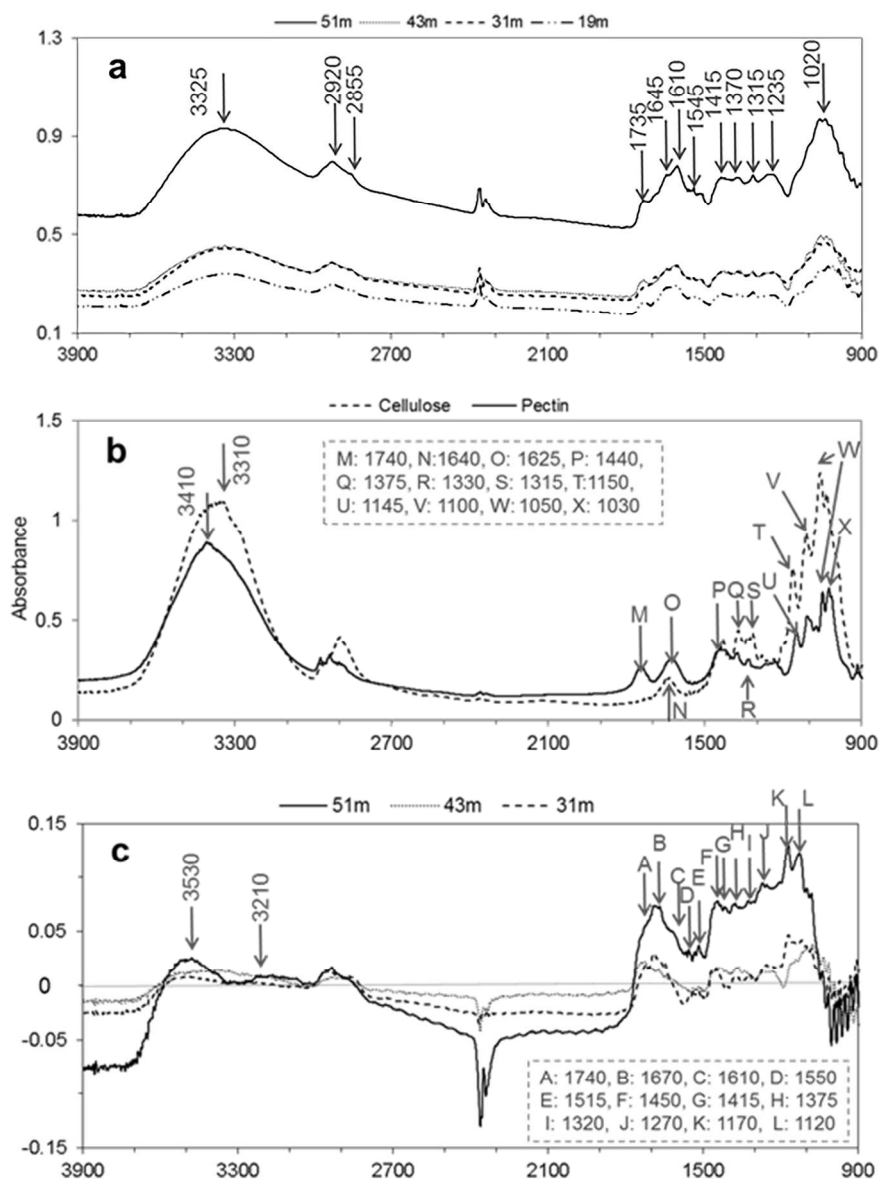 51m 43m 31m 19m
a
1.3
0.9
0.5
0.1
3325
2920
2855
1735
1645
1610
1545
1415
1370
1315
1235
1020
3900 3300 2700 2100 1500 900
Cellulose Pectin
b
Absorbance
1.5
1
0.5
0
3410
3310
M: 1740, N:1640, O: 1625, P: 1440,
Q: 1375, R: 1330, S: 1315, T:1150,
U: 1145, V: 1100, W: 1050, X: 1030
M
O
N
P
Q
S
R
T
U
V
W
X
3900 3300 2700 2100 1500 900
51m 43m 31m
c
0.15
0.05
0
-0.05
-0.15
3530
3210
A
B
C
D
E
F
G
H
I
J
K
L
A: 1740, B: 1670, C: 1610, D: 1550
E: 1515, F: 1450, G: 1415, H: 1375
I: 1320, J: 1270, K: 1170, L: 1120
3900 3300 2700 2100 1500 900